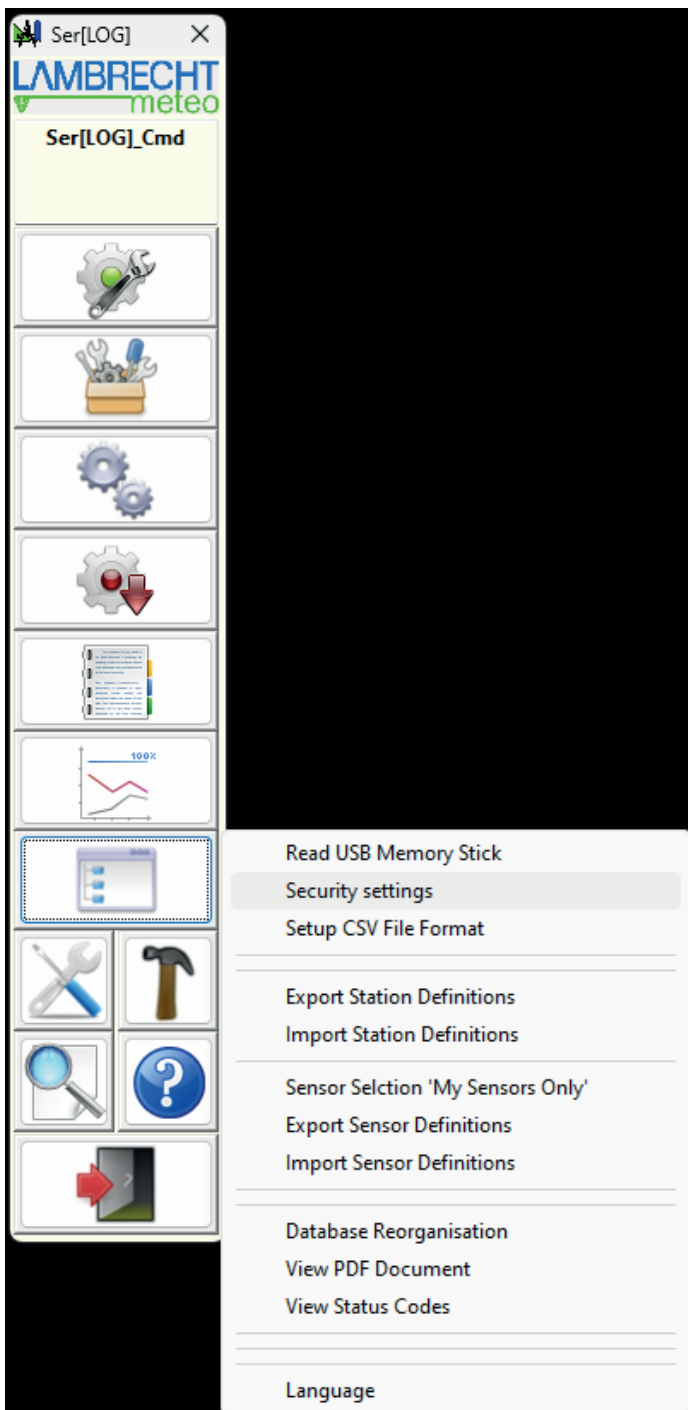 Ser[LOG]
LAMBRECHT
meteo
Ser[LOG]_Cmd
100%
Read USB Memory Stick
Security settings
Setup CSV File Format
Export Station Definitions
Import Station Definitions
Sensor Selction 'My Sensors Only'
Export Sensor Definitions
Import Sensor Definitions
Database Reorganisation
View PDF Document
View Status Codes
Language